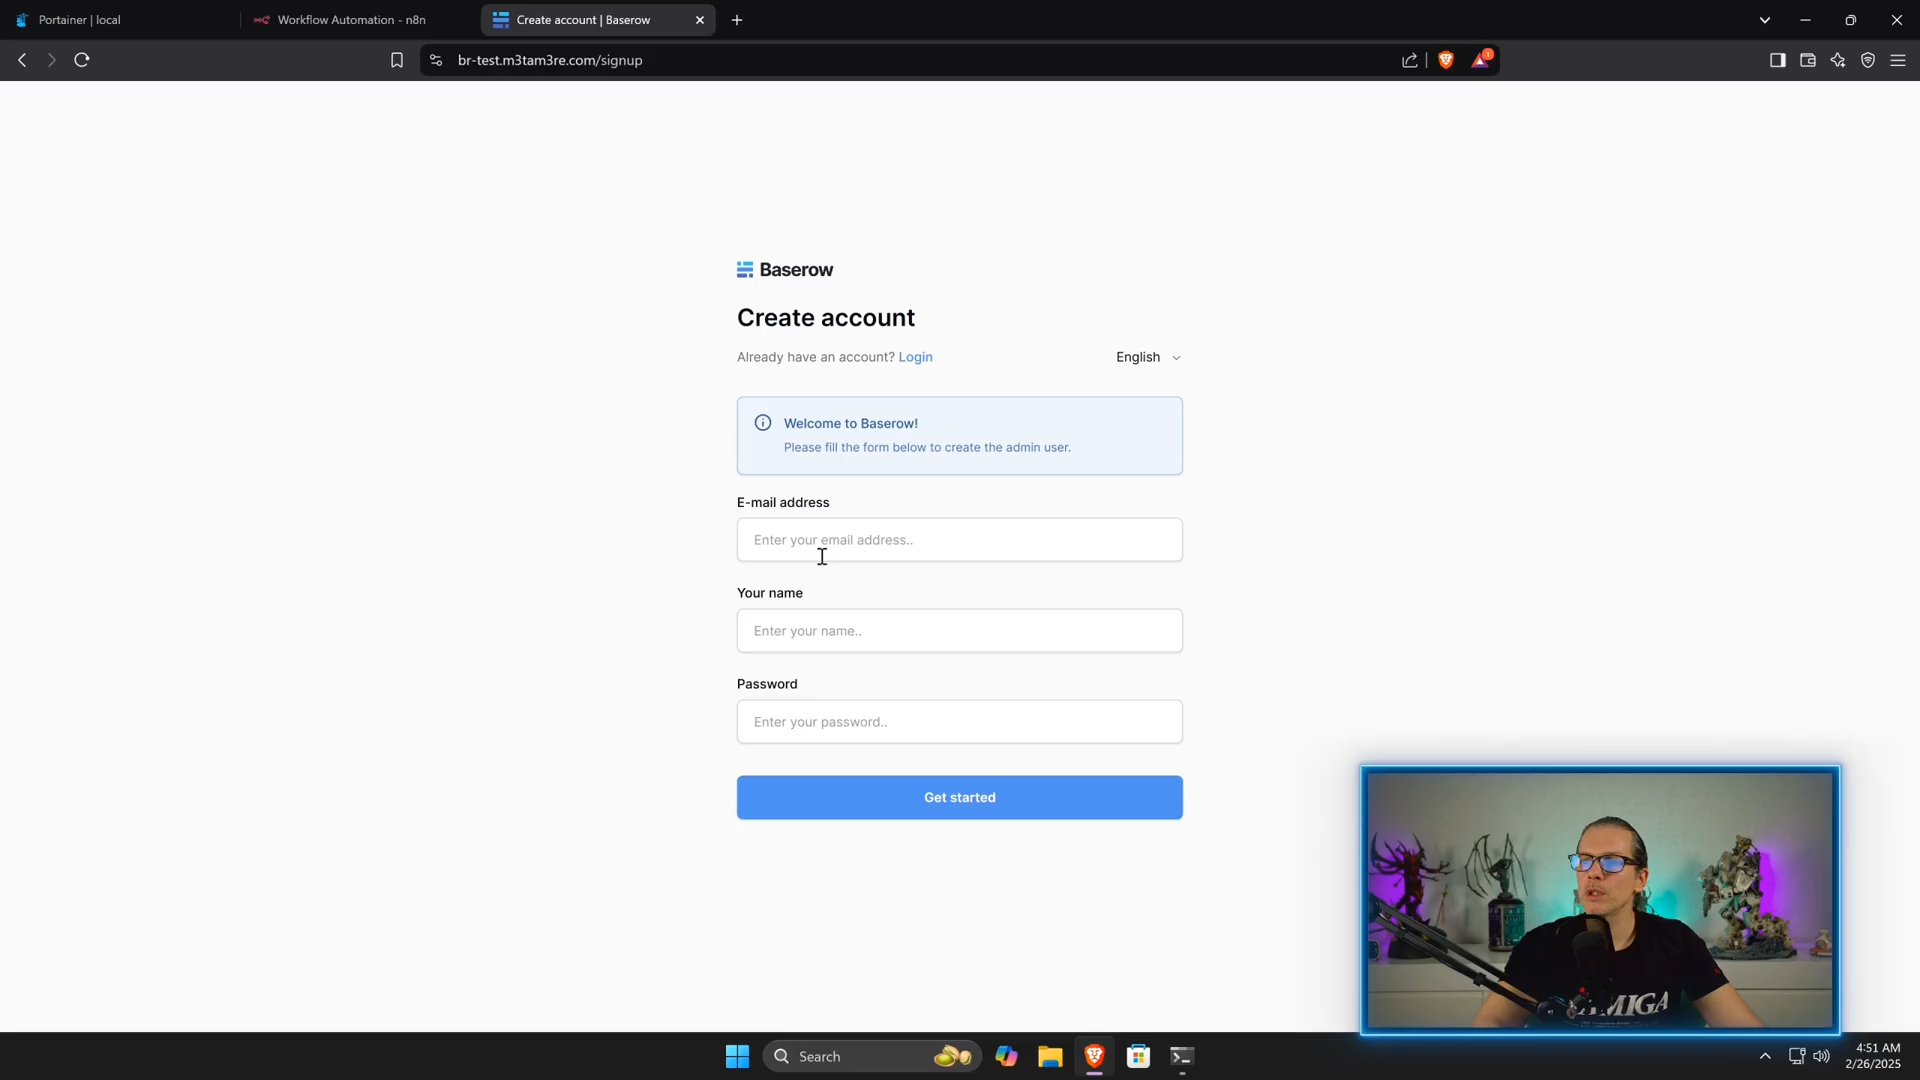 Portainer | local
Workflow Automation - n8n
Create account | Baserow
br-test.m3tam3re.com/signup
1
Baserow
Create account
Already have an account? Login
English
Welcome to Baserow!
Please fill the form below to create the admin user.
E-mail address
Enter your email address..
Your name
Enter your name..
Password
Enter your password..
Get started
AMIGA
Search
4:51 AM
2/26/2025